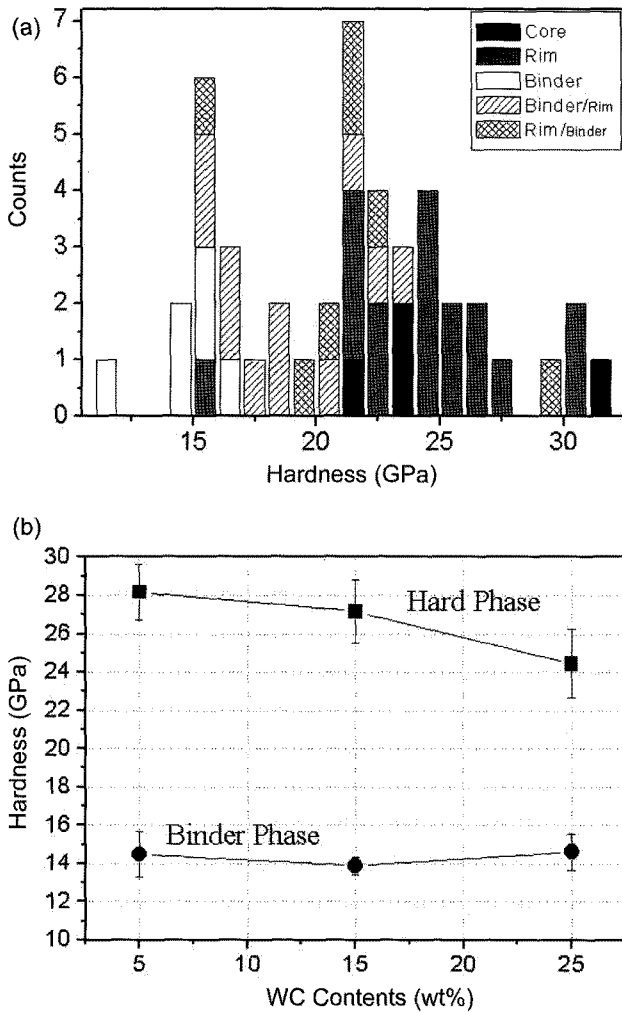 (a)
7
6
5
4
3
2
1
0
Counts
Core
Rim
Binder
Binder/Rim
Rim/Binder
15 20 25 30
Hardness (GPa)
(b)
30
28
26
24
22
20
18
16
14
12
10
Hardness (GPa)
Hard Phase
Binder Phase
5 10 15 20 25
WC Contents (wt%)